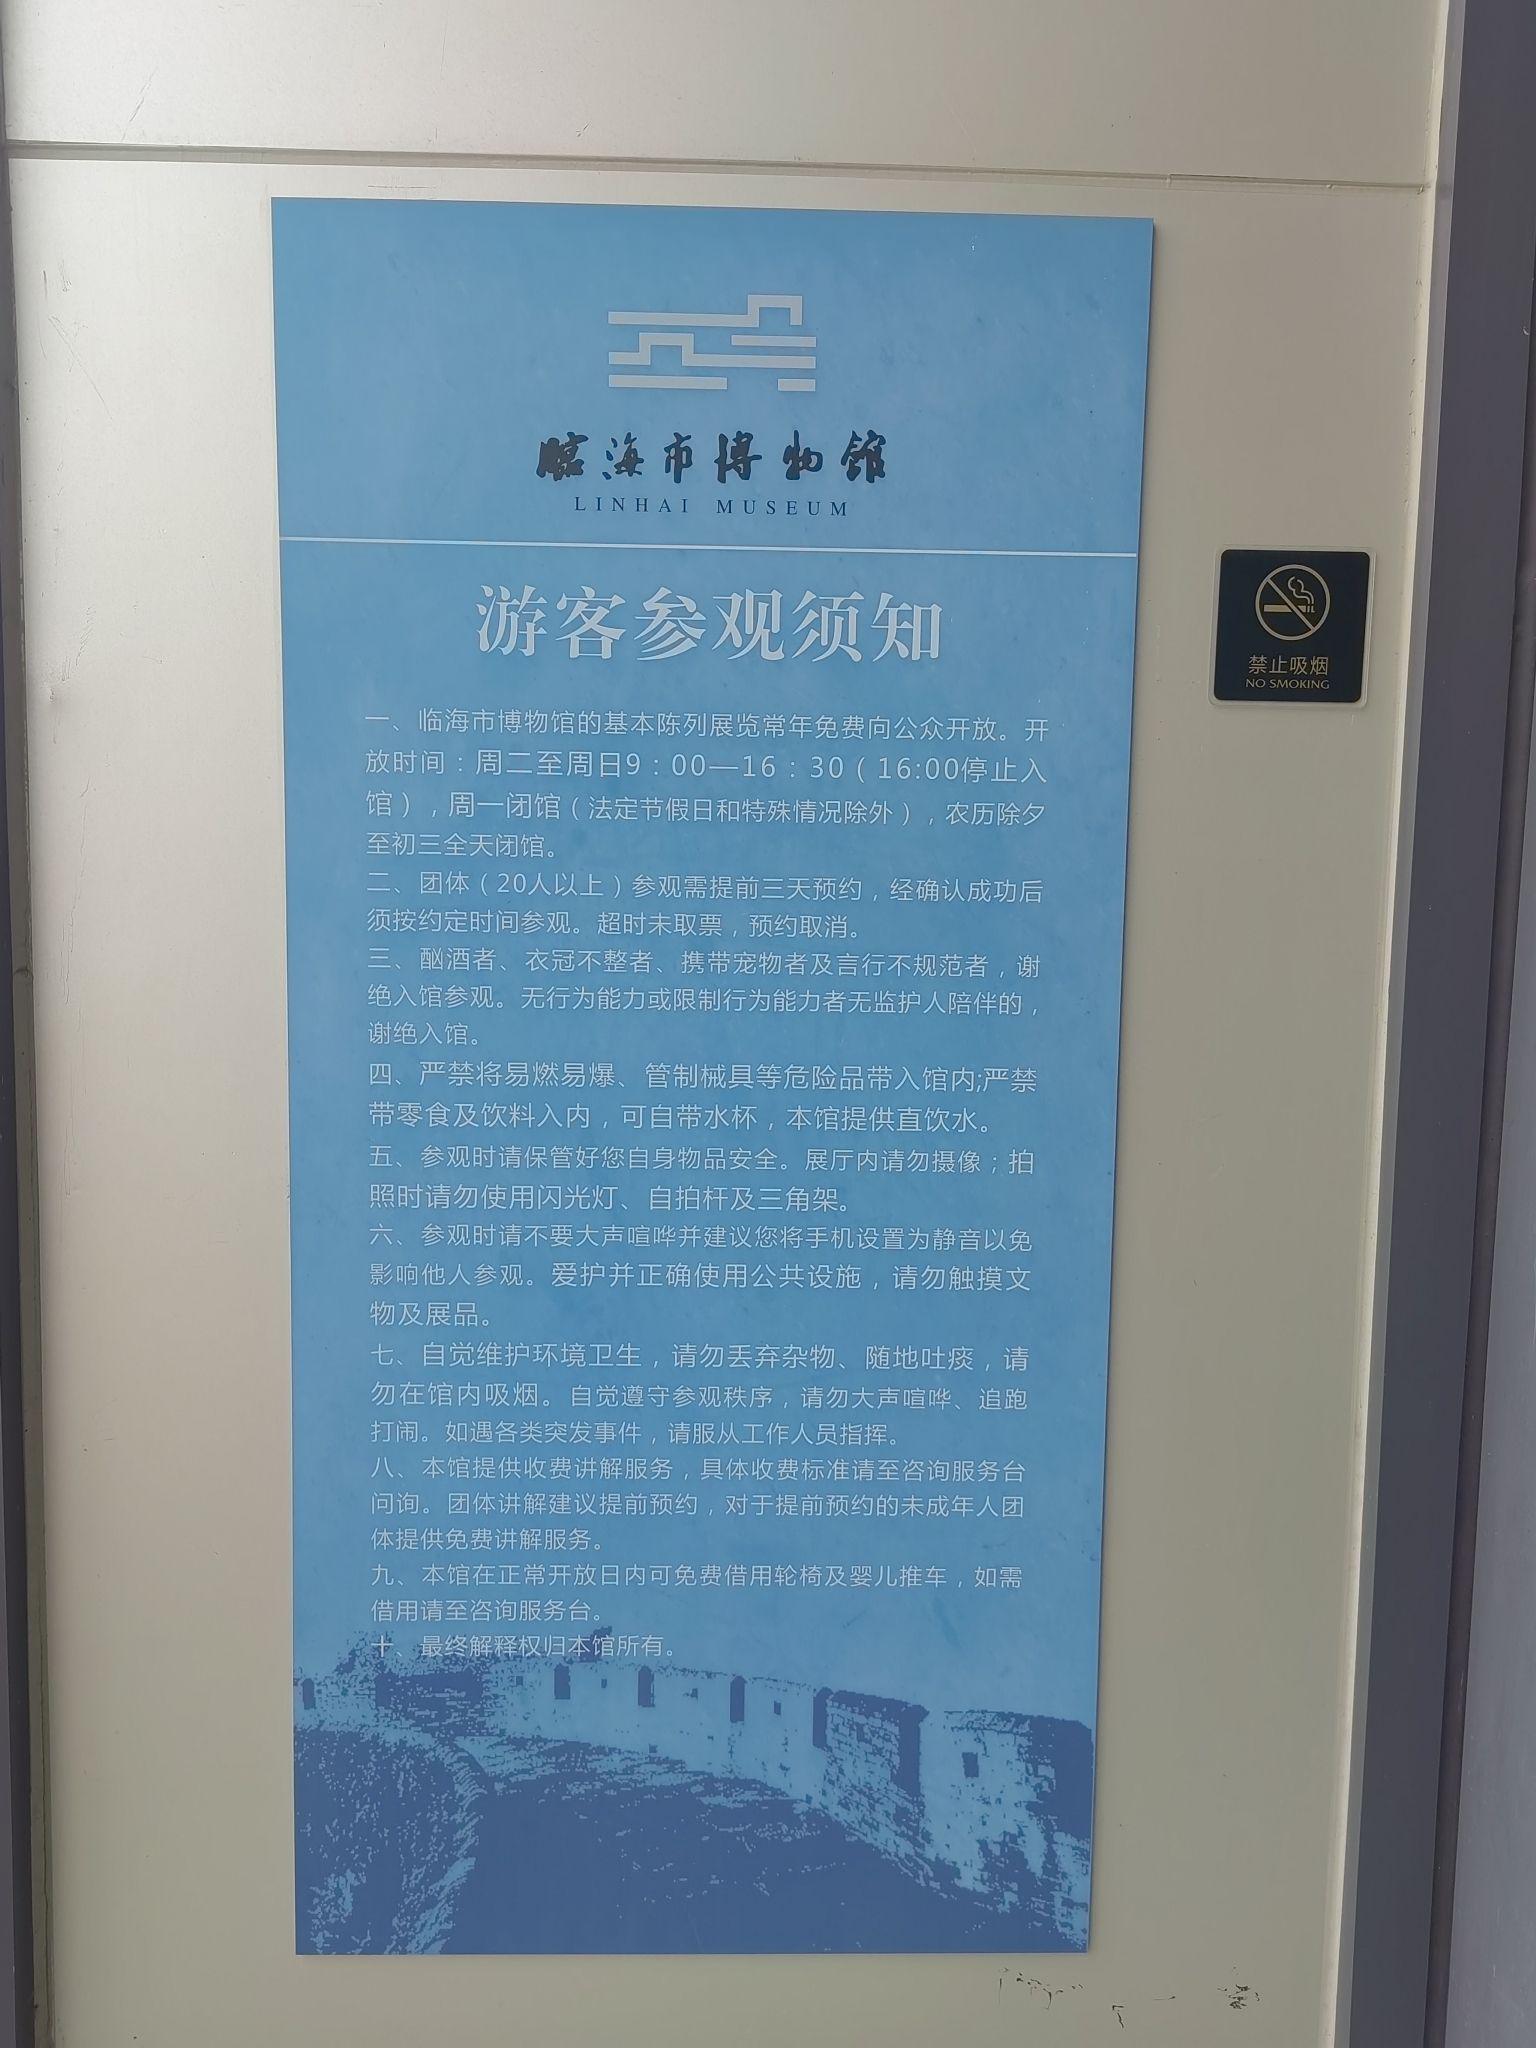 臨海市博物館
LINHAI MUSEUM
游客参观须知
一、临海市博物馆的基本陈列展览常年免费向公众开放。开
放时间：周二至周日9：00—16：30（16:00停止入
馆），周一闭馆（法定节假日和特殊情况除外），农历除夕
至初三全天闭馆。
二、团体（20人以上）参观需提前三天预约，经确认成功后
须按约定时间参观。超时未取票，预约取消。
三、酗酒者、衣冠不整者、携带宠物者及言行不规范者，谢
绝入馆参观。无行为能力或限制行为能力者无监护人陪伴的，
谢绝入馆。
四、严禁将易燃易爆、管制械具等危险品带入馆内;严禁
带零食及饮料入内，可自带水杯，本馆提供直饮水。
五、参观时请保管好您自身物品安全。展厅内请勿摄像；拍
照时请勿使用闪光灯、自拍杆及三角架。
六、参观时请不要大声喧哗并建议您将手机设置为静音以免
影响他人参观。爱护并正确使用公共设施，请勿触摸文
物及展品。
七、自觉维护环境卫生，请勿丢弃杂物、随地吐痰，请
勿在馆内吸烟。自觉遵守参观秩序，请勿大声喧哗、追跑
打闹。如遇各类突发事件，请服从工作人员指挥。
八、本馆提供收费讲解服务，具体收费标准请至咨询服务台
问询。团体讲解建议提前预约，对于提前预约的未成年人团
体提供免费讲解服务。
九、本馆在正常开放日内可免费借用轮椅及婴儿推车，如需
借用请至咨询服务台。
十、最终解释权归本馆所有。
禁止吸烟
NO SMOKING